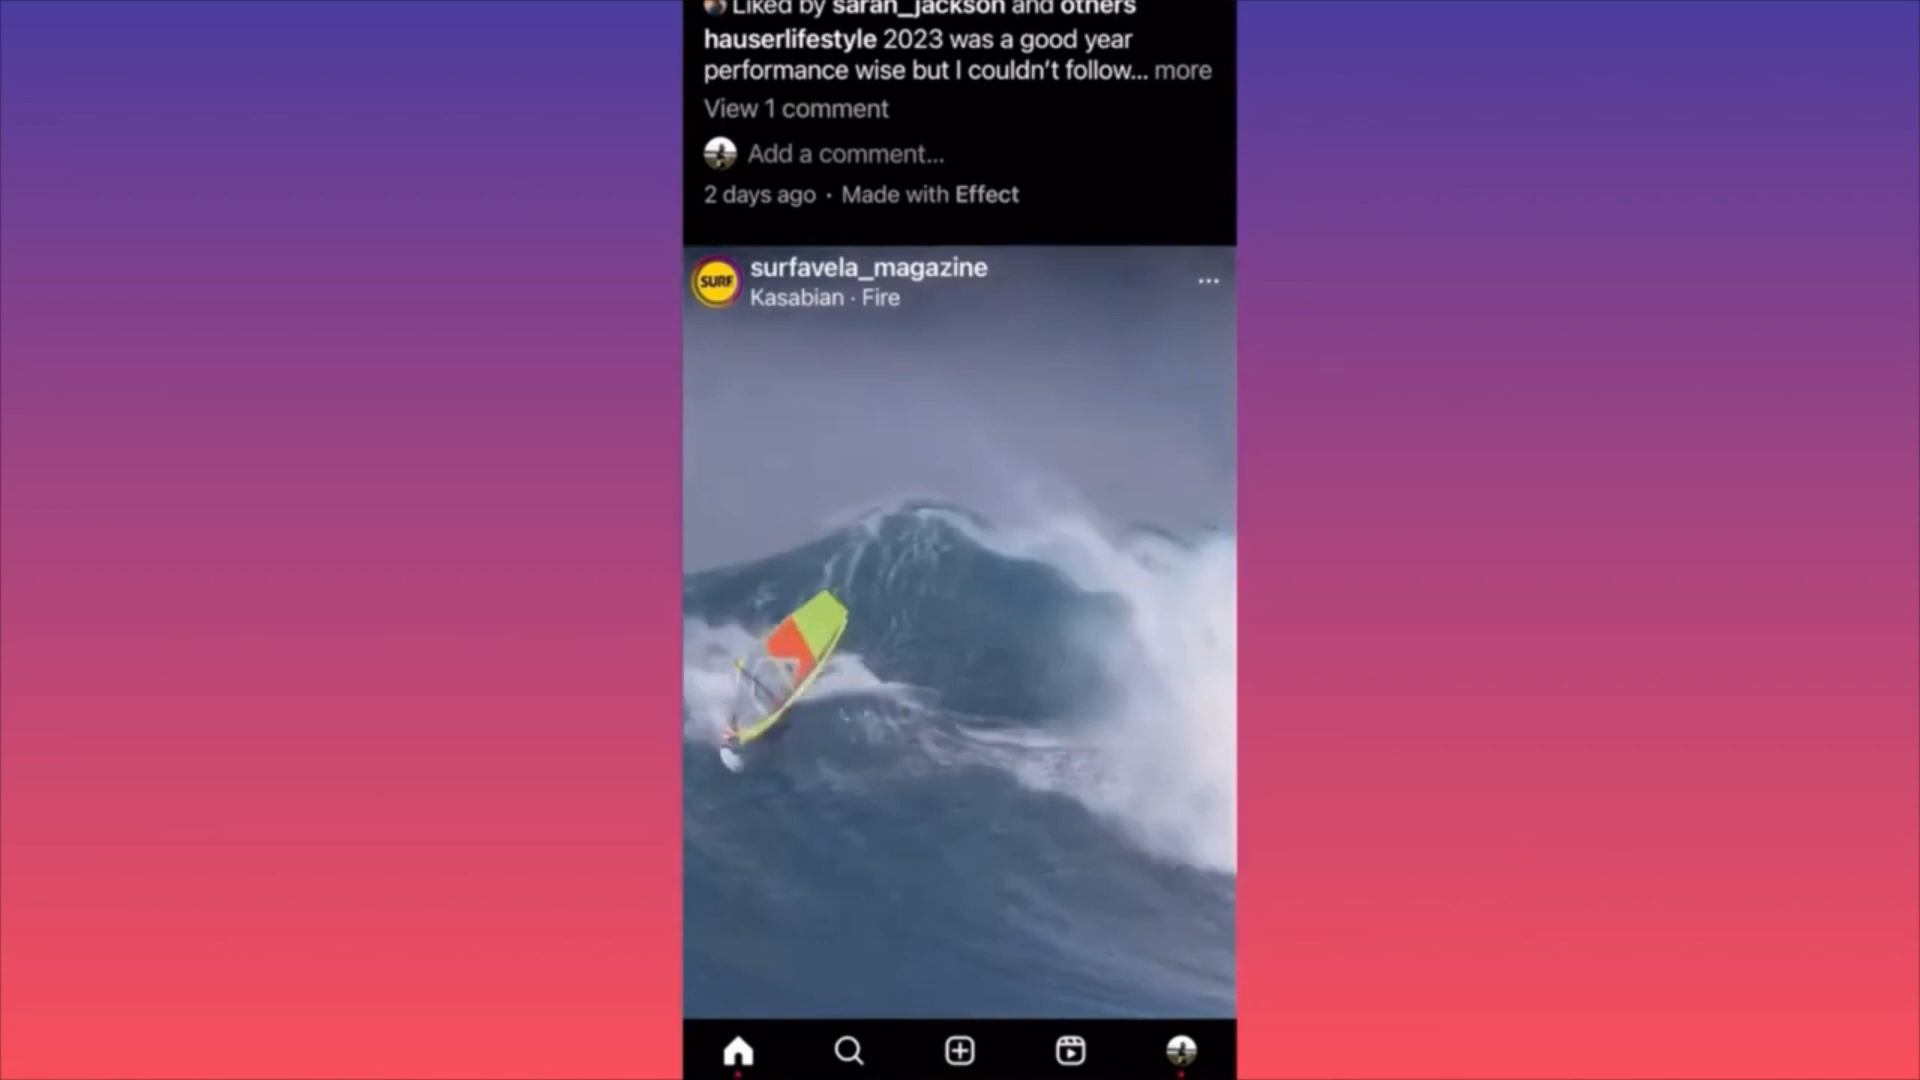 Liked by sarah_jackson and others
hauserlifestyle 2023 was a good year
performance wise but I couldn't follow... more
View 1 comment
Add a comment...
2 days ago · Made with Effect
SURF
surfavela_magazine
Kasabian · Fire